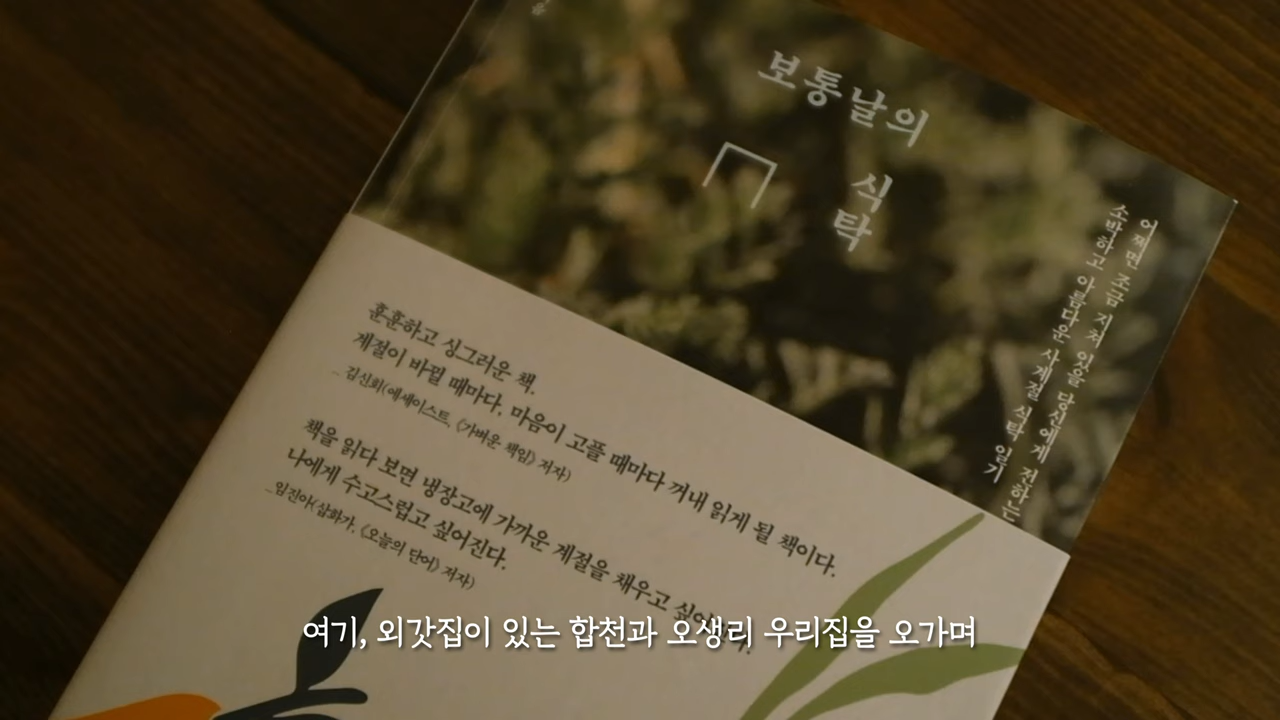 보통날의
식탁
어쩌면 조금 지쳐 있을 당신에게 전하는
소박하고 아름다운 사계절 식탁 일기
훈훈하고 싱그러운 책.
계절이 바뀔 때마다, 마음이 고플 때마다 꺼내 읽게 될 책이다.
_ 김신회(에세이스트, 《가벼운 책임》 저자)
책을 읽다 보면 냉장고에 가까운 계절을 채우고
나에게 수고스럽고 싶어진다.
_임진아(삽화가, 《오늘의 단어》 저자)
여기, 외갓집이 있는 합천과 오생리 우리집을 오가며